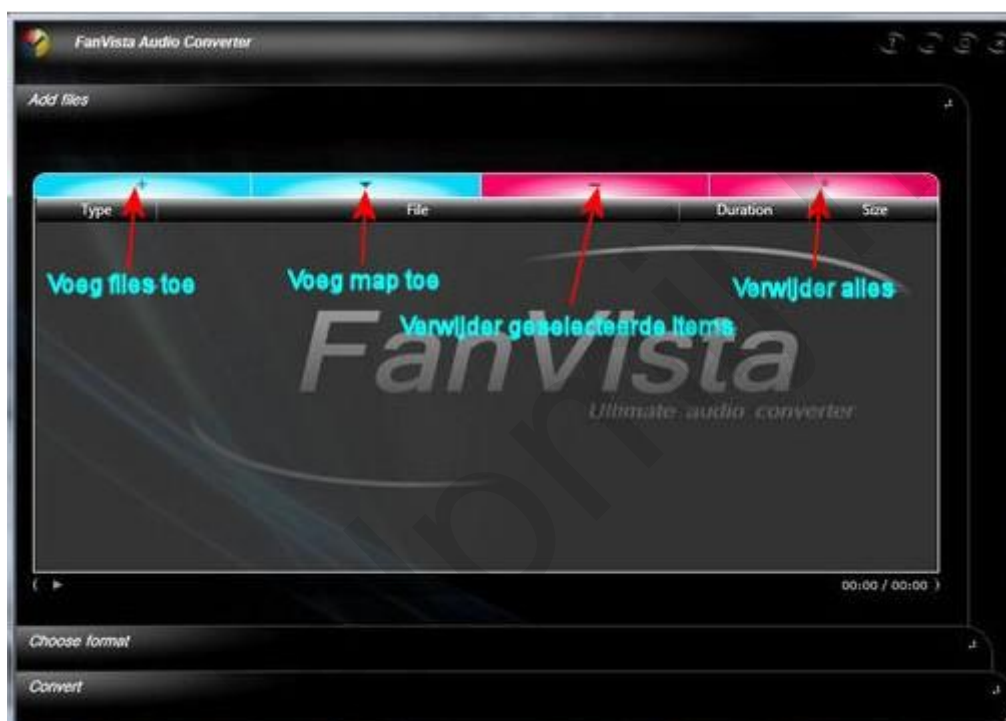 FanVista Audio Converter
Add files
+
-
Type File Duration Size
Voeg files toe
Voeg map toe
Verwijder alles
Verwijder geselecteerde items
FanVista
Ultimate audio converter
00:00 / 00:00
Choose format
Convert